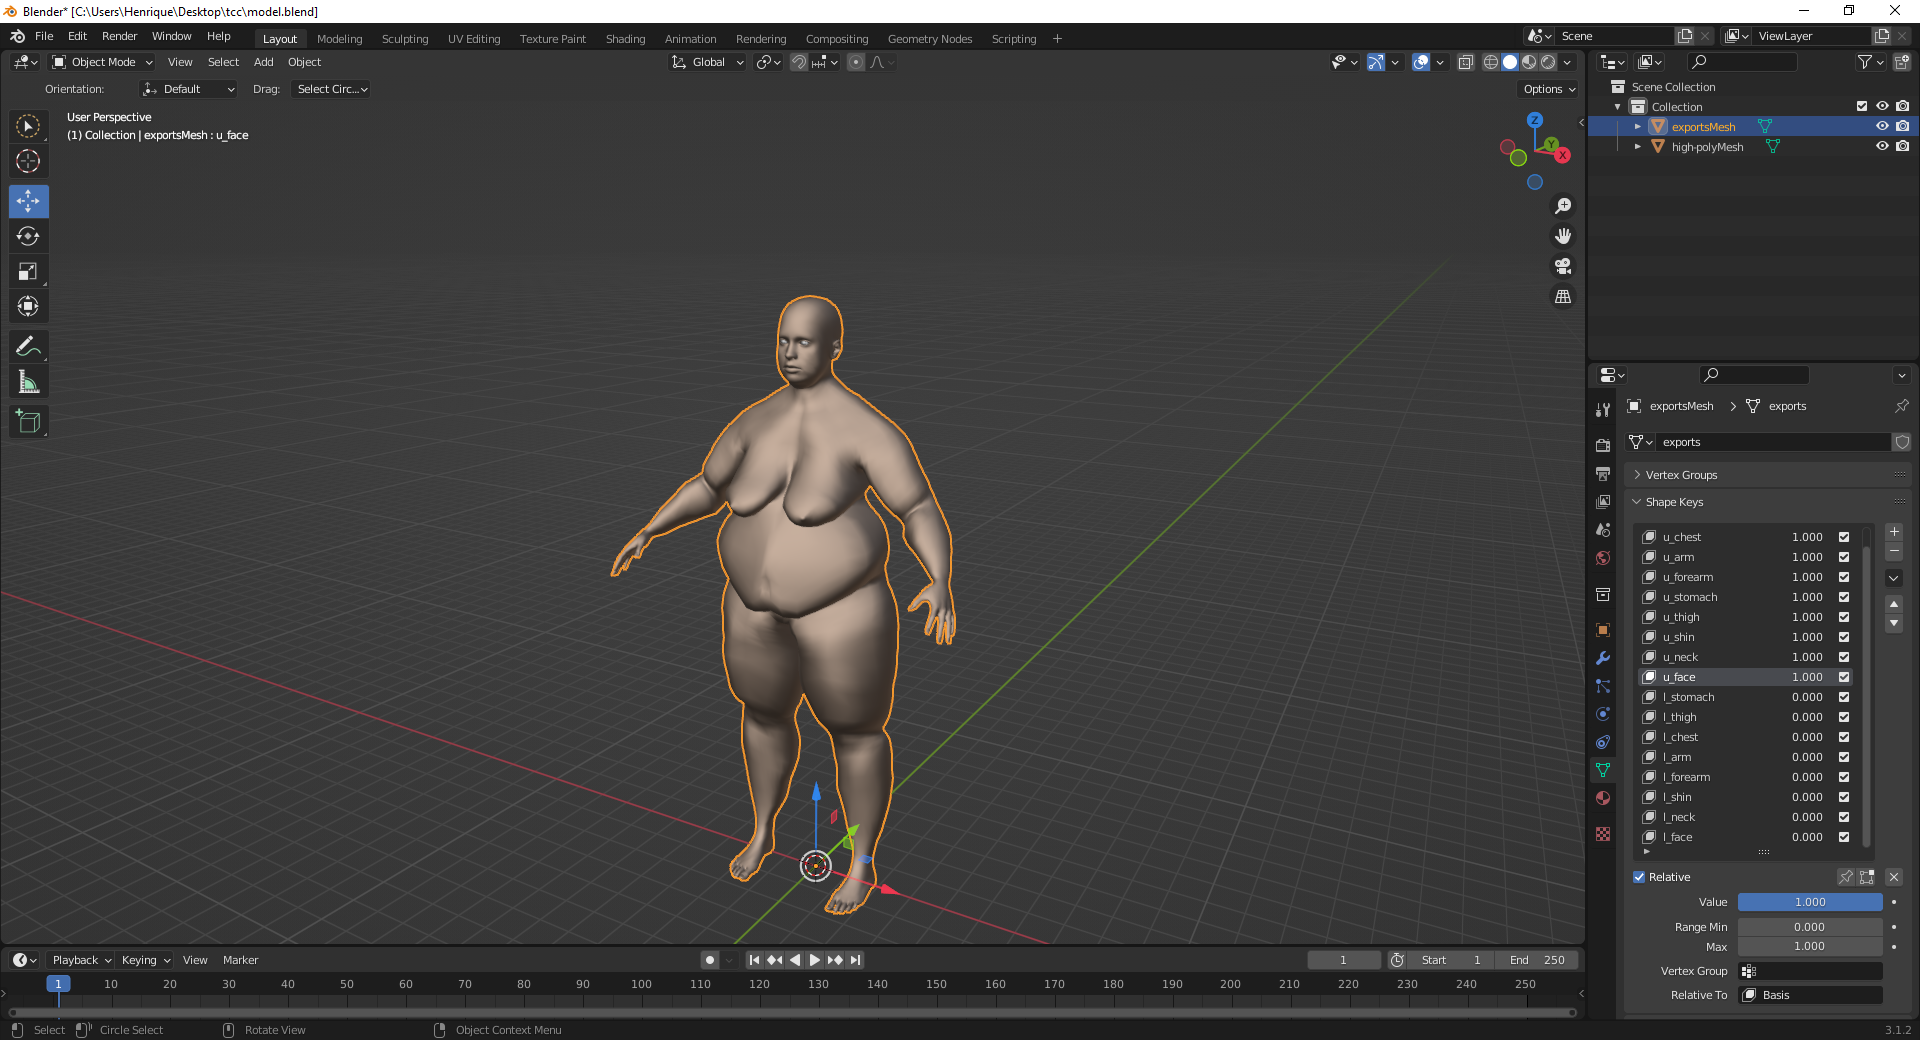 Blender* [C:\Users\Henrique\Desktop\tcc\model.blend]
File Edit Render Window Help Layout Modeling Sculpting UV Editing Texture Paint Shading Animation Rendering Compositing Geometry Nodes Scripting + Scene ViewLayer
Object Mode View Select Add Object Global
Orientation: Default Drag: Select Circ... Options
User Perspective
(1) Collection | exportsMesh : u_face
Z
Y
X
Scene Collection
Collection
exportsMesh
high-polyMesh
exportsMesh > exports
exports
Vertex Groups
Shape Keys
u_chest 1.000
u_arm 1.000
u_forearm 1.000
u_stomach 1.000
u_thigh 1.000
u_shin 1.000
u_neck 1.000
u_face 1.000
l_stomach 0.000
l_thigh 0.000
l_chest 0.000
l_arm 0.000
l_forearm 0.000
l_shin 0.000
l_neck 0.000
l_face 0.000
Relative
Value 1.000
Range Min 0.000
Max 1.000
Vertex Group
Relative To Basis
Playback Keying View Marker 1 Start 1 End 250
1 10 20 30 40 50 60 70 80 90 100 110 120 130 140 150 160 170 180 190 200 210 220 230 240 250
Select Circle Select Rotate View Object Context Menu 3.1.2